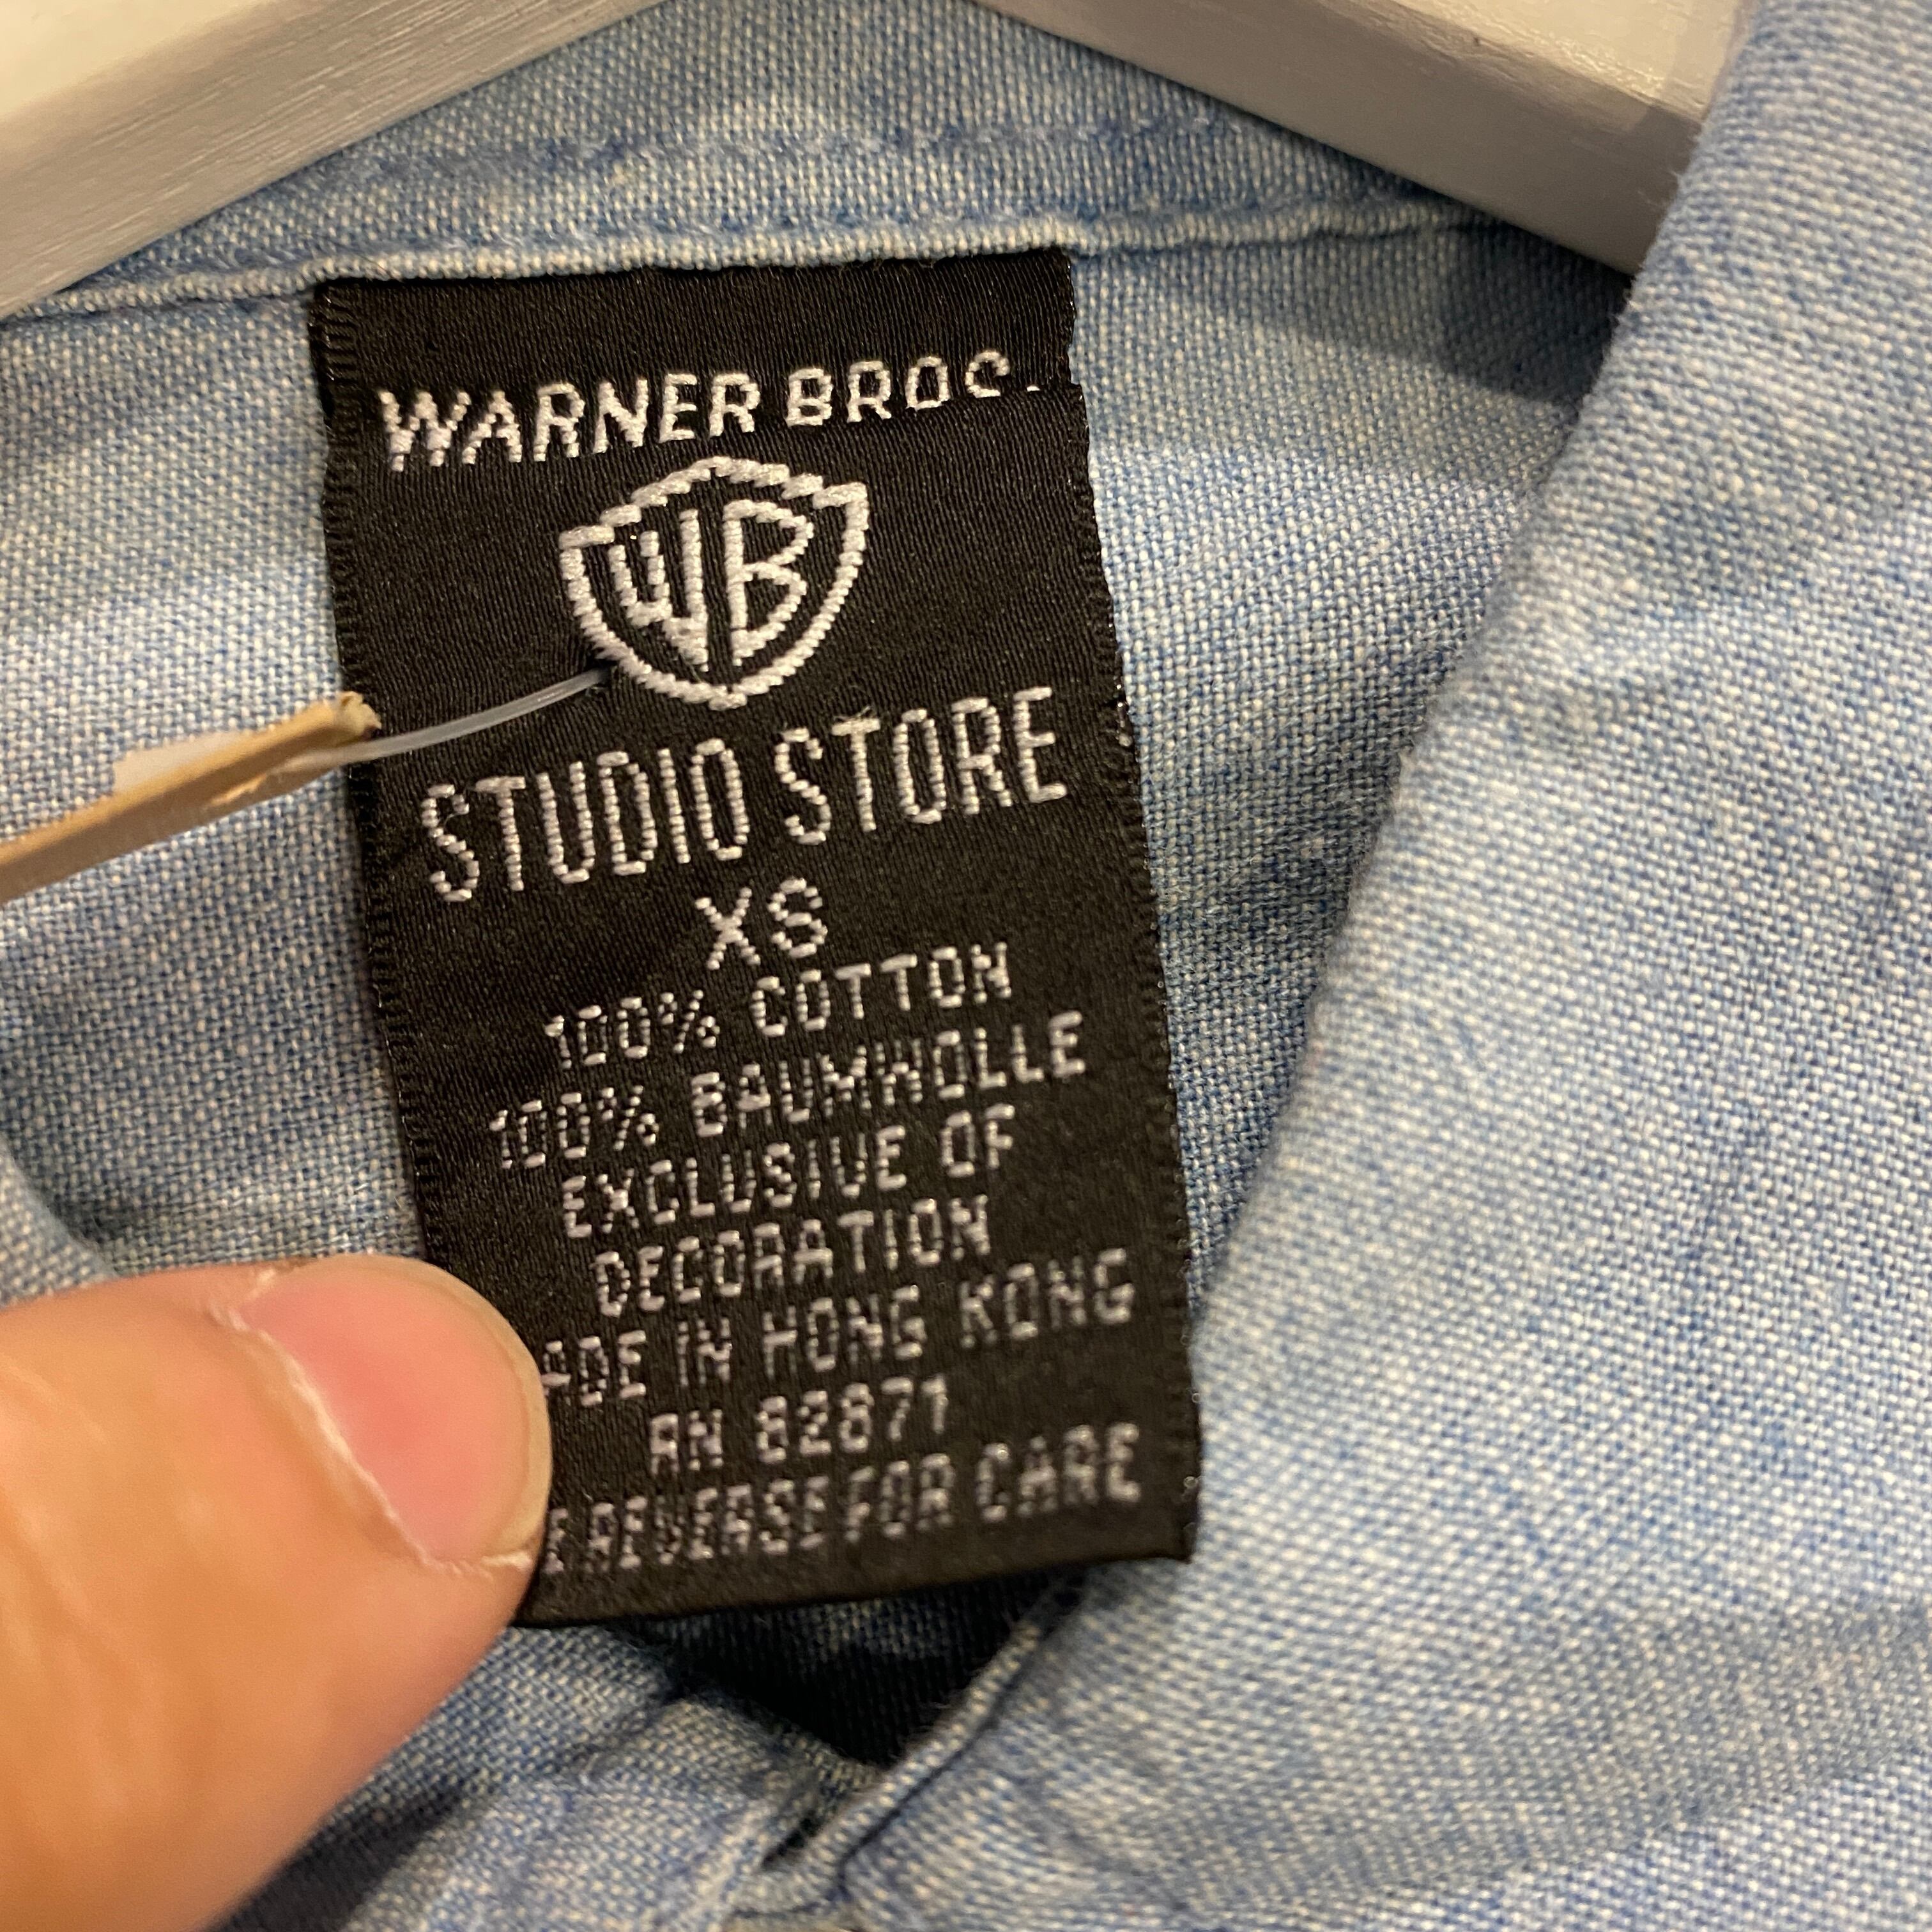 WARNER BROS.
WB
STUDIO STORE
XS
100% COTTON
100% BAUMWOLLE
EXCLUSIVE OF
DECORATION
ADE IN HONG KONG
RN 82871
E REVERSE FOR CARE